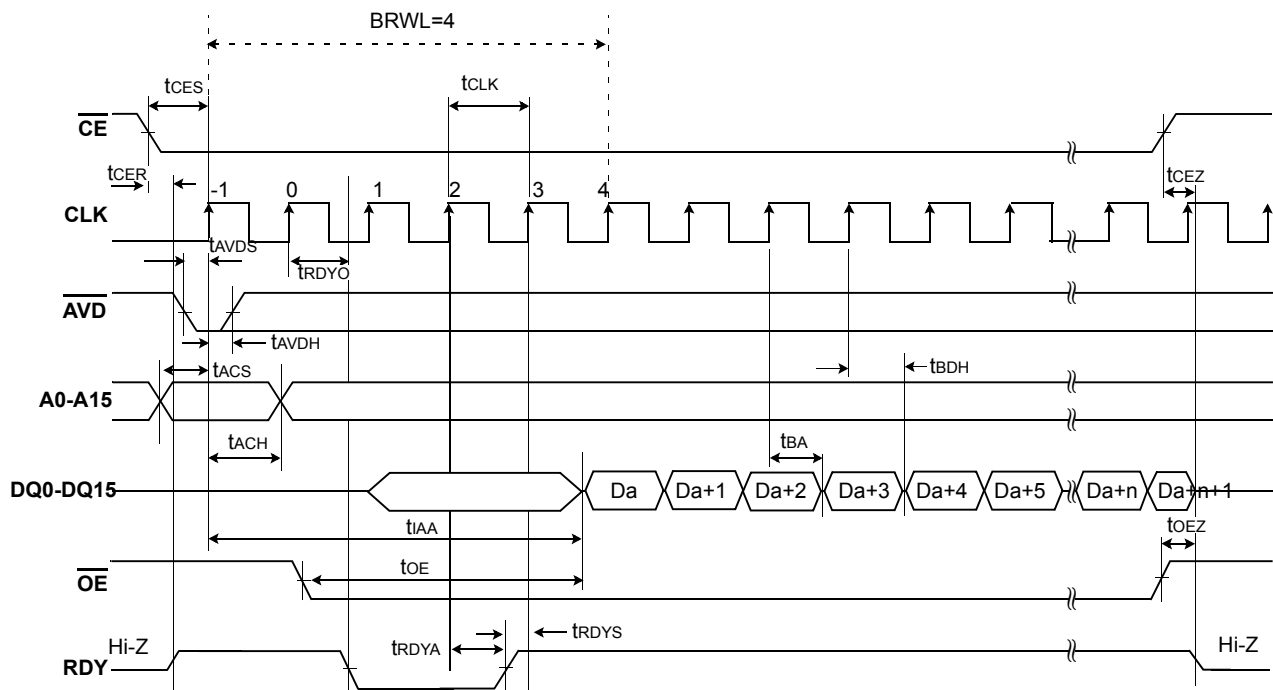 BRWL=4
tCES
tCLK
CE
tCER
tCEZ
-1 0 1 2 3 4
CLK
tAVDS
tRDYO
AVD
tAVDH
tACS
tBDH
A0-A15
tACH
tBA
DQ0-DQ15
Da Da+1 Da+2 Da+3 Da+4 Da+5 Da+n Da+n+1
tIAA
tOEZ
tOE
OE
tRDYS
Hi-Z
tRDYA
Hi-Z
RDY